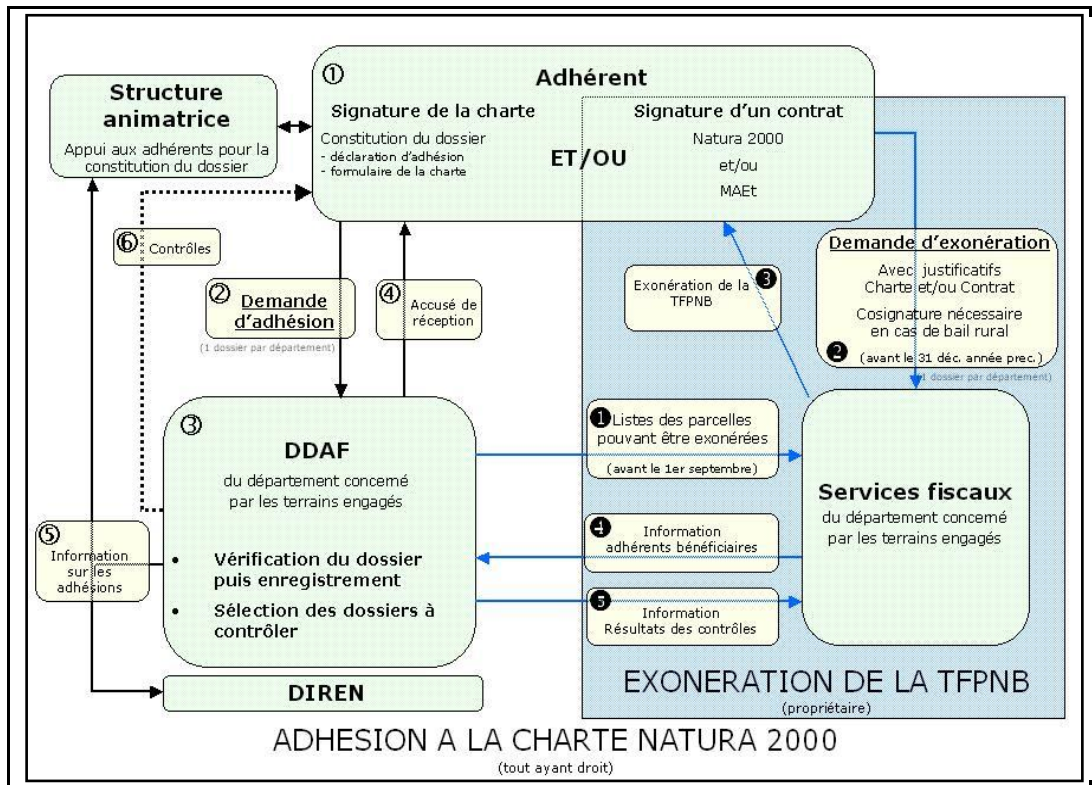 ①
Adhérent
Structure
animatrice
Appui aux adhérents pour la
constitution du dossier
Signature de la charte
Constitution du dossier
- déclaration d'adhésion
- formulaire de la charte
ET/OU
Signature d'un contrat
Natura 2000
et/ou
MAEt
⑥ Contrôles
② Demande
d'adhésion
(1 dossier par département)
④ Accusé de
réception
Exonération de la ❸
TFPNB
Demande d'exonération
Avec justificatifs
Charte et/ou Contrat
Cosignature nécessaire
en cas de bail rural
❷ (avant le 31 déc. année prec.)
1 dossier par département)
③
DDAF
du département concerné
par les terrains engagés
• Vérification du dossier
puis enregistrement
• Sélection des dossiers à
contrôler
❶ Listes des parcelles
pouvant être exonérées
(avant le 1er septembre)
❹ Information
adhérents bénéficiaires
❺ Information
Résultats des contrôles
Services fiscaux
du département concerné
par les terrains engagés
⑤
Information
sur les
adhésions
DIREN
EXONERATION DE LA TFPNB
(propriétaire)
ADHESION A LA CHARTE NATURA 2000
(tout ayant droit)